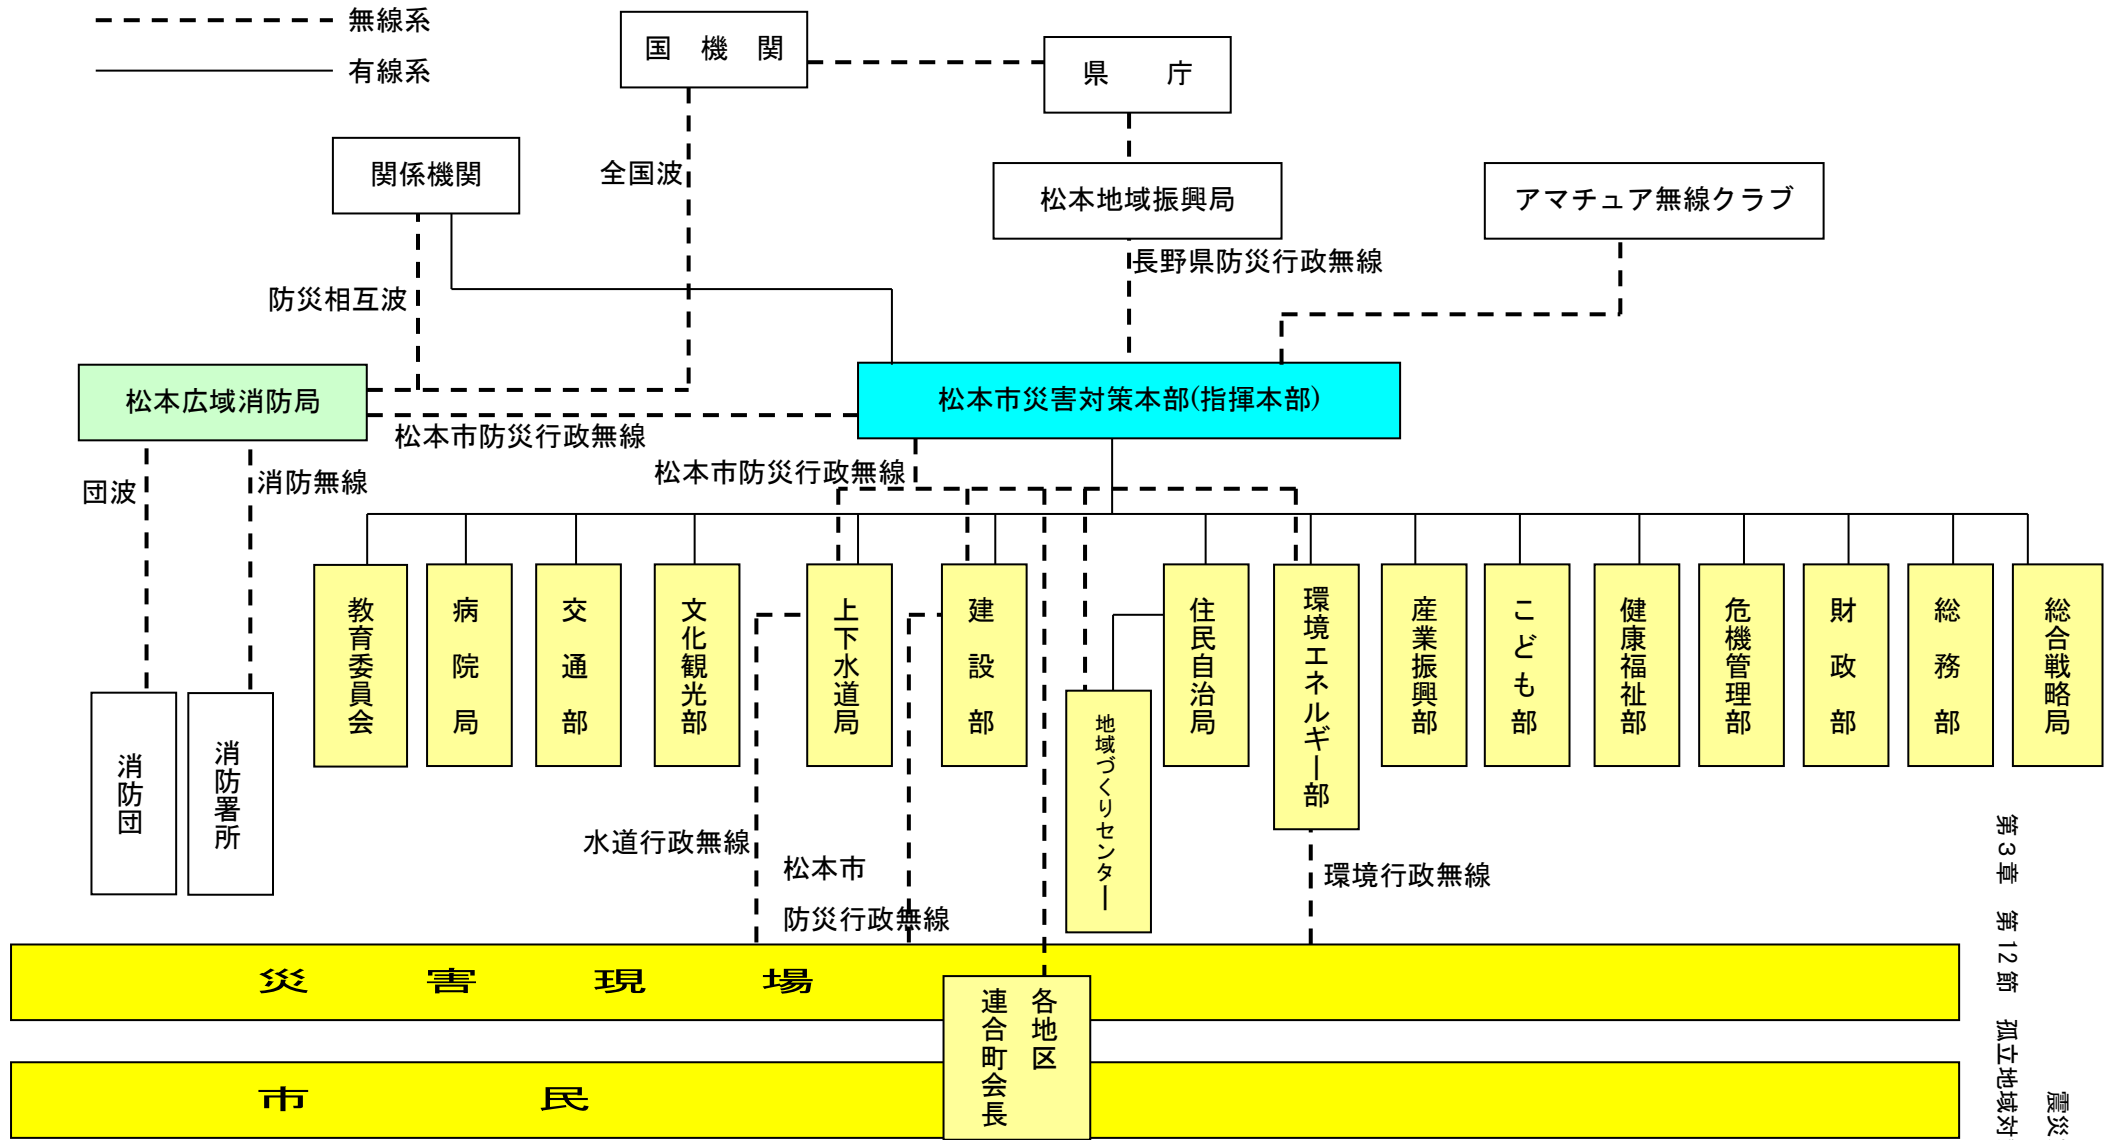 無線系
有線系
国　機　関
県　　庁
関係機関
全国波
松本地域振興局
アマチュア無線クラブ
長野県防災行政無線
防災相互波
松本広域消防局
松本市災害対策本部(指揮本部)
松本市防災行政無線
松本市防災行政無線
団波
消防無線
教育委員会
病院局
交通部
文化観光部
上下水道局
建設部
住民自治局
環境エネルギー部
産業振興部
こども部
健康福祉部
危機管理部
財政部
総務部
総合戦略局
地域づくりセンター
消防団
消防署所
水道行政無線
松本市
防災行政無線
環境行政無線
災　害　現　場
各地区
連合町会長
市　民
震災
第３章　第12節　孤立地域対